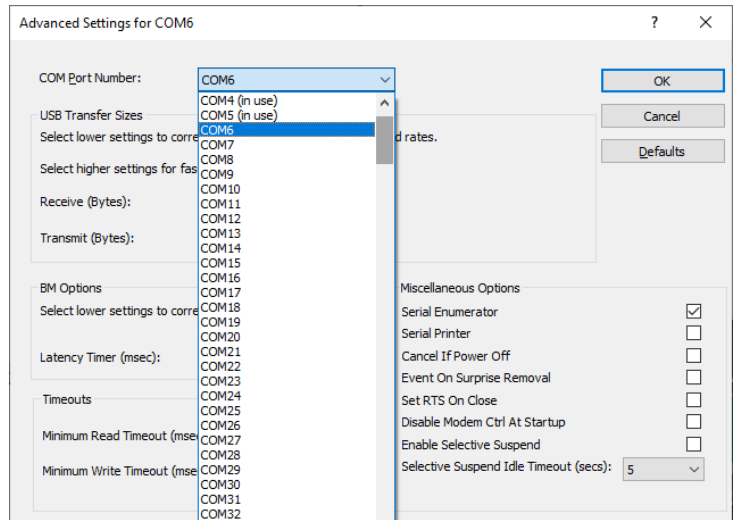 Advanced Settings for COM6
?
COM Port Number:
COM6
OK
Cancel
Defaults
COM4 (in use)
COM5 (in use)
COM6
COM7
COM8
COM9
COM10
COM11
COM12
COM13
COM14
COM15
COM16
COM17
COM18
COM19
COM20
COM21
COM22
COM23
COM24
COM25
COM26
COM27
COM28
COM29
COM30
COM31
COM32
USB Transfer Sizes
Select lower settings to corre
d rates.
Select higher settings for fas
Receive (Bytes):
Transmit (Bytes):
BM Options
Select lower settings to corre
Latency Timer (msec):
Timeouts
Minimum Read Timeout (mse
Minimum Write Timeout (mse
Miscellaneous Options
Serial Enumerator
Serial Printer
Cancel If Power Off
Event On Surprise Removal
Set RTS On Close
Disable Modem Ctrl At Startup
Enable Selective Suspend
Selective Suspend Idle Timeout (secs): 5